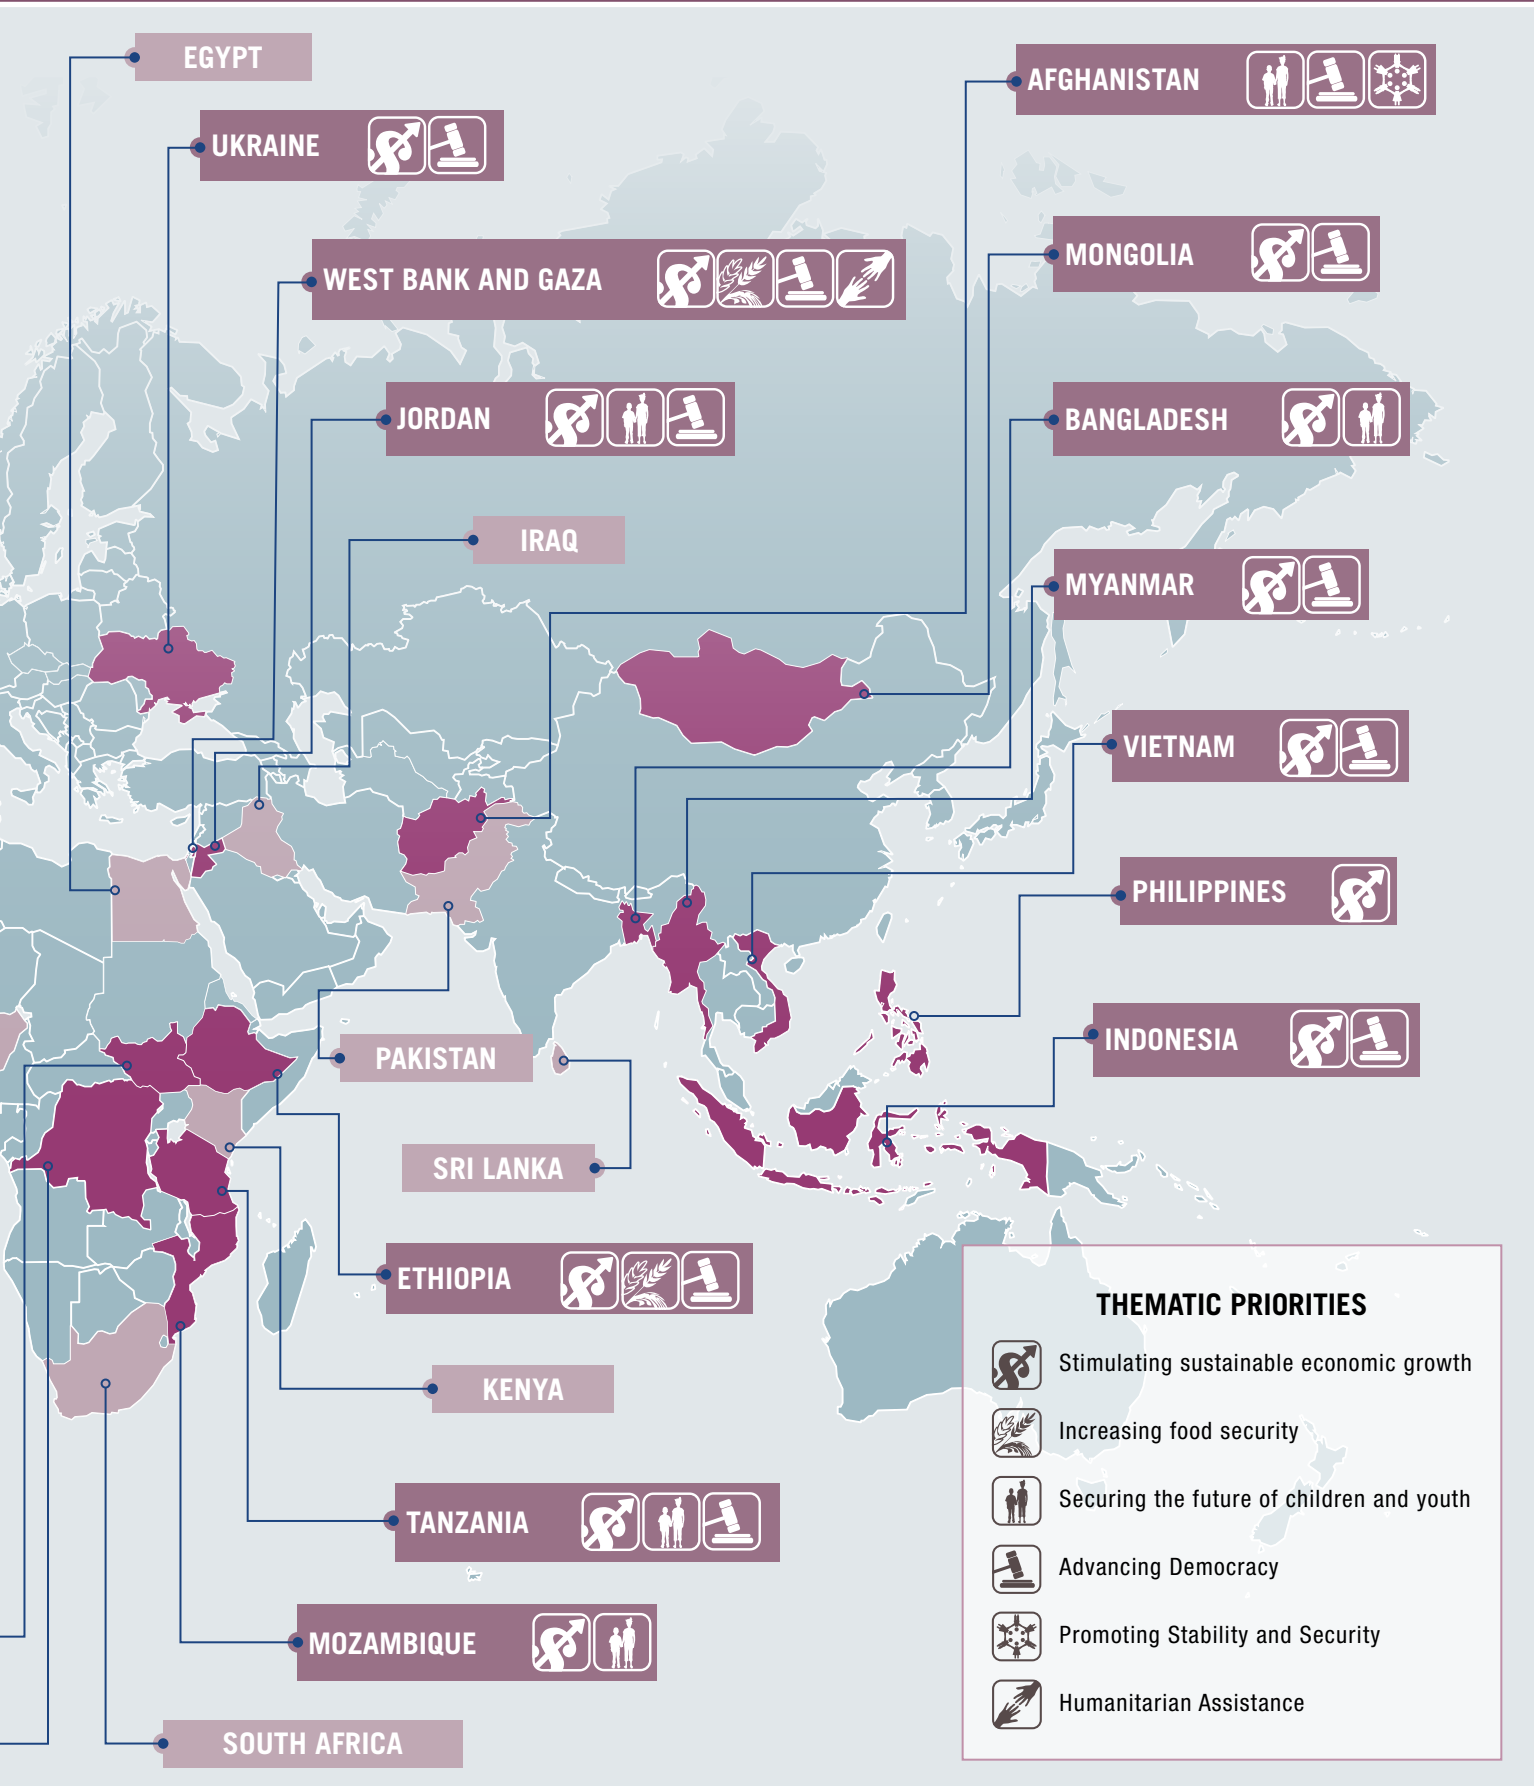 EGYPT
AFGHANISTAN
UKRAINE
MONGOLIA
WEST BANK AND GAZA
JORDAN
BANGLADESH
IRAQ
MYANMAR
VIETNAM
PHILIPPINES
INDONESIA
PAKISTAN
SRI LANKA
ETHIOPIA
KENYA
TANZANIA
MOZAMBIQUE
SOUTH AFRICA
THEMATIC PRIORITIES
Stimulating sustainable economic growth
Increasing food security
Securing the future of children and youth
Advancing Democracy
Promoting Stability and Security
Humanitarian Assistance